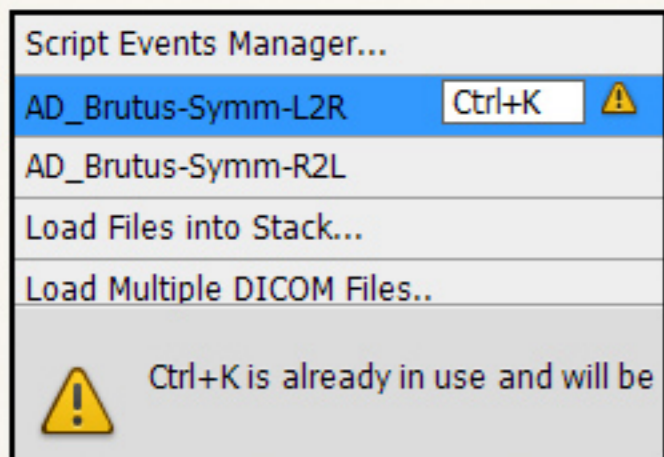 Script Events Manager...
AD_Brutus-Symm-L2R Ctrl+K
AD_Brutus-Symm-R2L
Load Files into Stack...
Load Multiple DICOM Files..
Ctrl+K is already in use and will be